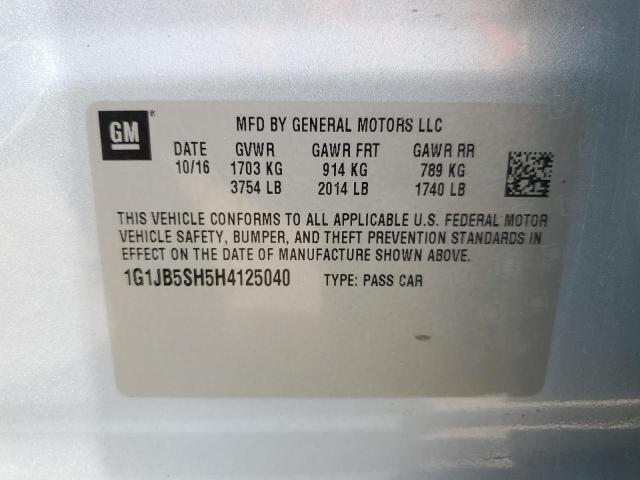 GM ® MFD BY GENERAL MOTORS LLC
DATE GVWR GAWR FRT GAWR RR
10/16 1703 KG 914 KG 789 KG
3754 LB 2014 LB 1740 LB
THIS VEHICLE CONFORMS TO ALL APPLICABLE U.S. FEDERAL MOTOR
VEHICLE SAFETY, BUMPER, AND THEFT PREVENTION STANDARDS IN
EFFECT ON THE DATE OF MANUFACTURE SHOWN ABOVE.
1G1JB5SH5H4125040 TYPE: PASS CAR